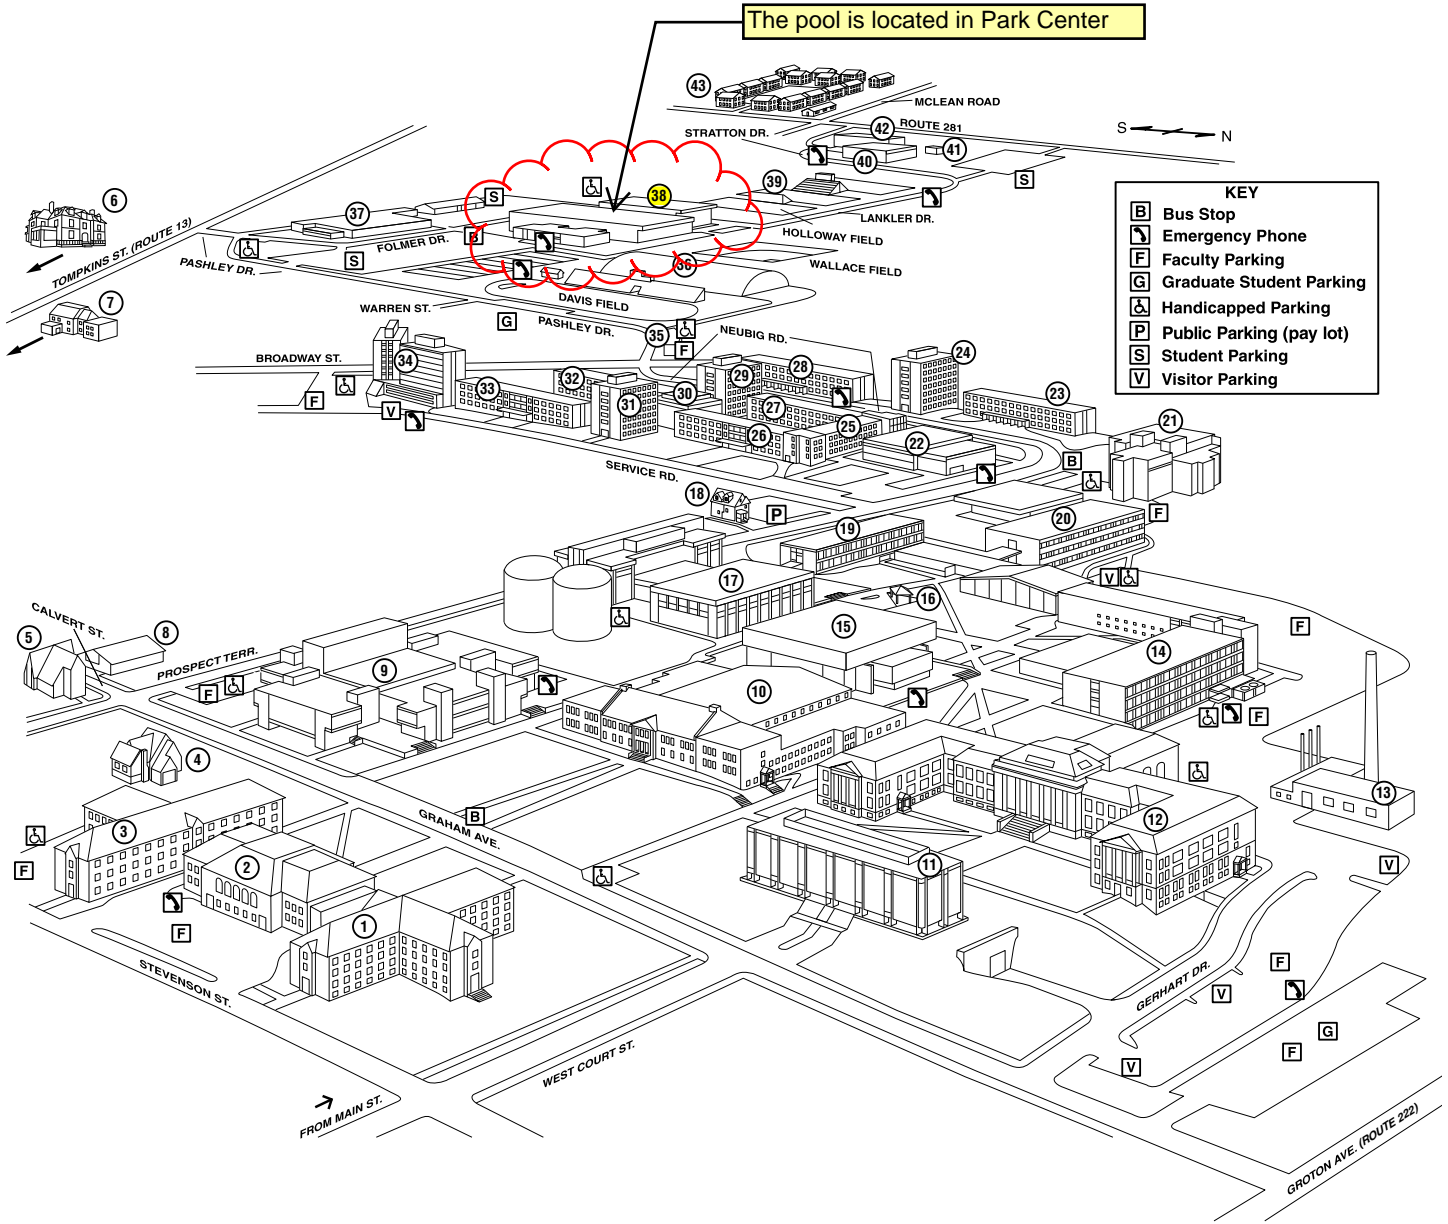 The pool is located in Park Center
43
MCLEAN ROAD
STRATTON DR.
42
ROUTE 281
S
N
41
40
S
6
38
39
S
37
LANKLER DR.
KEY
B Bus Stop
Emergency Phone
F Faculty Parking
G Graduate Student Parking
Handicapped Parking
P Public Parking (pay lot)
S Student Parking
V Visitor Parking
FOLMER DR.
B
HOLLOWAY FIELD
TOMPKINS ST. (ROUTE 13)
PASHLEY DR.
S
36
WALLACE FIELD
7
DAVIS FIELD
WARREN ST.
G
PASHLEY DR.
35
NEUBIG RD.
F
BROADWAY ST.
34
24
28
29
32
33
30
31
23
F
V
27
26
25
22
21
B
SERVICE RD.
18
P
19
20
F
17
V
16
CALVERT ST.
5
8
15
F
PROSPECT TERR.
9
14
F
10
F
4
13
GRAHAM AVE.
B
3
12
F
2
11
V
1
F
STEVENSON ST.
GERHART DR.
F
V
G
F
V
WEST COURT ST.
FROM MAIN ST.
GROTON AVE. (ROUTE 222)